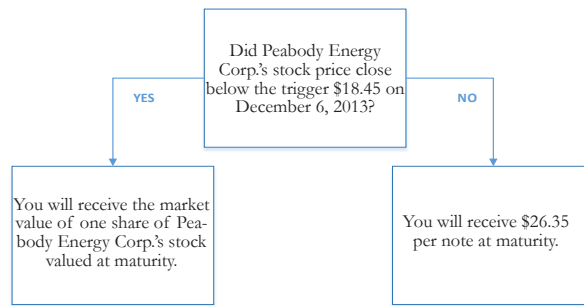 Did Peabody Energy
Corp.'s stock price close
below the trigger $18.45 on
December 6, 2013?
YES
NO
You will receive the market
value of one share of Pea-
body Energy Corp.'s stock
valued at maturity.
You will receive $26.35
per note at maturity.